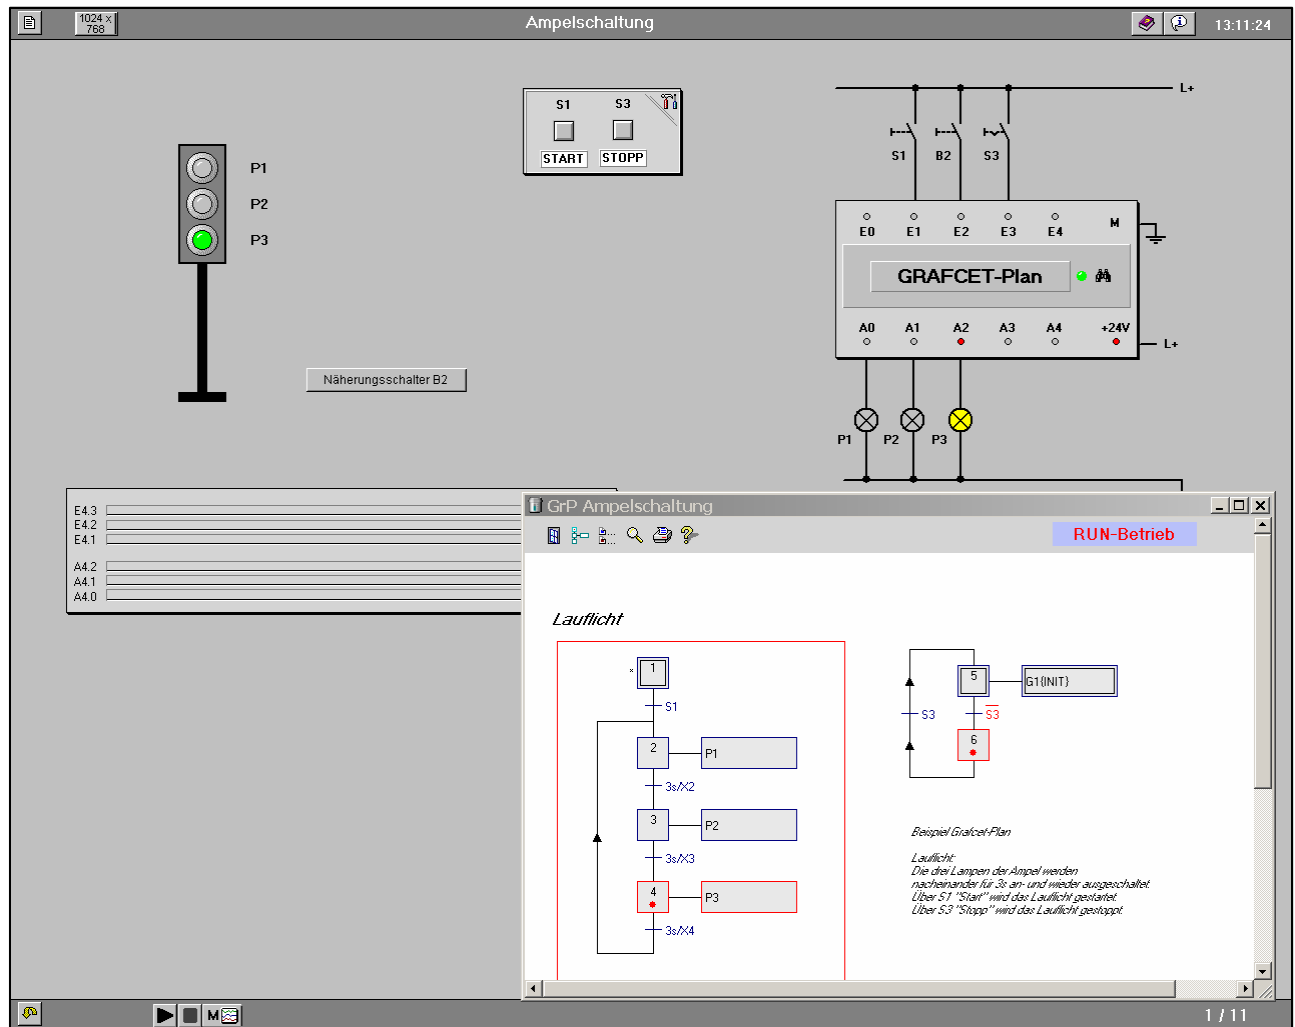 1024 x
768
Ampelschaltung
13:11:24
P1
P2
P3
S1 S3
START STOPP
L+
S1 B2 S3
E0 E1 E2 E3 E4 M
GRAFCET-Plan
A0 A1 A2 A3 A4 +24V
L+
P1 P2 P3
Näherungsschalter B2
E4.3
E4.2
E4.1
A4.2
A4.1
A4.0
GrP Ampelschaltung
RUN-Betrieb
Lauflicht
1
S1
2 P1
3s/X2
3 P2
3s/X3
4 P3
3s/X4
5 G1{INIT}
S3 S3
6
Beispiel Grafcet-Plan
Lauflicht:
Die drei Lampen der Ampel werden
nacheinander für 3s an- und wieder ausgeschaltet.
Über S1 "Start" wird das Lauflicht gestartet.
Über S3 "Stopp" wird das Lauflicht gestoppt.
M
1 / 11